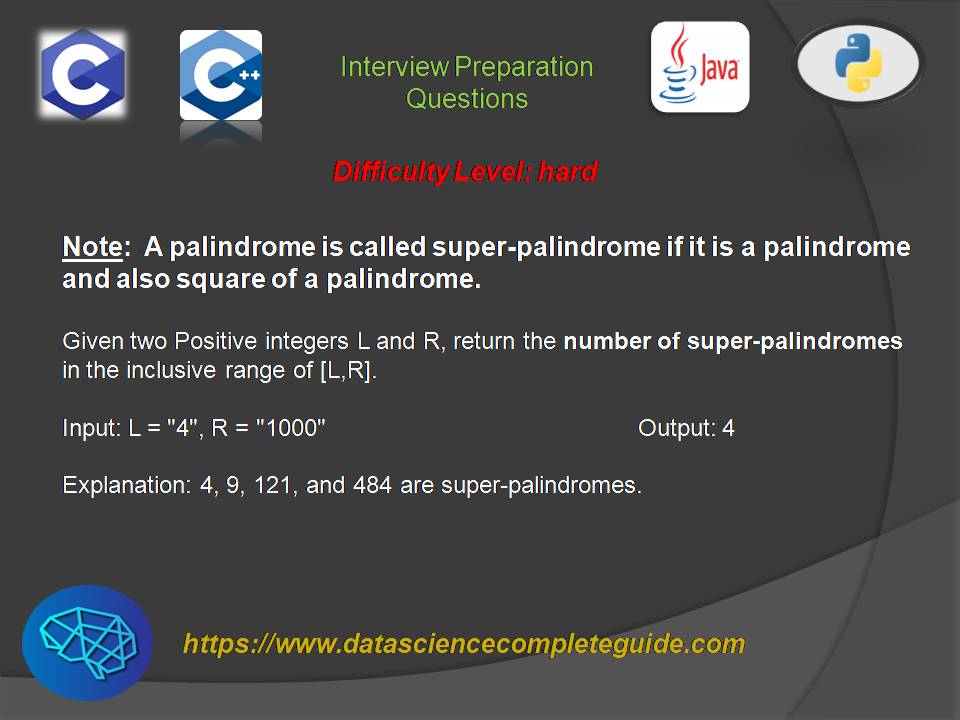 C
C++
Interview Preparation
Questions
Java
Difficulty Level: hard
Note:  A palindrome is called super-palindrome if it is a palindrome
and also square of a palindrome.
Given two Positive integers L and R, return the number of super-palindromes
in the inclusive range of [L,R].
Input: L = "4", R = "1000" Output: 4
Explanation: 4, 9, 121, and 484 are super-palindromes.
https://www.datasciencecompleteguide.com